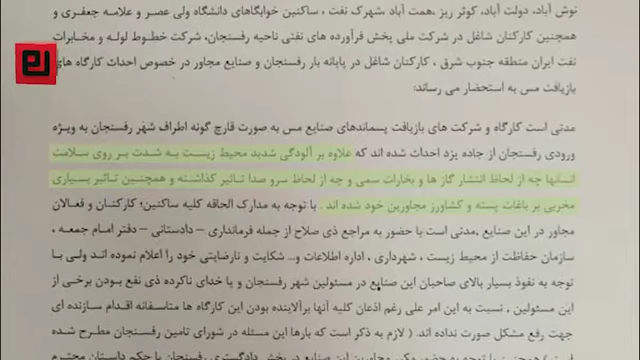 نوش آباد، دولت آباد، کوثر ریز ،همت آباد ،شهرک نفت ، ساکنین خوابگاهای دانشگاه ولی عصر و علامه جعفری و
همچنین کارکنان شاغل در شرکت ملی پخش فرآورده های نفتی ناحیه رفسنجان، شرکت خطوط لوله و مخابرات
نفت ایران منطقه جنوب شرق ، کارکنان شاغل در پایانه بار رفسنجان و صنایع مجاور در خصوص احداث کارگاه های
بازیافت مس به استحضار می رساند:
مدتی است کارگاه و شرکت های بازیافت پسماندهای صنایع مس به صورت قارچ گونه اطراف شهر رفسنجان به ویژه
ورودی رفسنجان از جاده یزد احداث شده اند که علاوه بر آلودگی شدید محیط زیست به شدت بر روی سلامت
انسانها چه از لحاظ انتشار گاز ها و بخارات سمی و چه از لحاظ سرو صدا تاثیر گذاشته و همچنین تاثیر بسیاری
مخربی بر باغات پسته و کشاورز مجاورین خود شده اند . با توجه به مدارک الحاقه کلیه ساکنین؛ کارکنان و فعالان
مجاور در این صنایع ،مدتی است با حضور به مراجع ذی صلاح از جمله فرمانداری - دادستانی - دفتر امام جمعه ،
سازمان حفاظت از محیط زیست ، شهرداری ، اداره اطلاعات و... شکایت و نارضایتی خود را اعلام نموده اند ولی با
توجه به نفوذ بسیار بالای صاحبان این صنایع در مسئولین شهر رفسنجان و یا خدای ناکرده ذی نفع بودن برخی از
این مسئولین ، نسبت به این امر علی رغم اذعان کلیه آنها برآلاینده بودن این کارگاه ها متاسفانه اقدام سازنده ای
جهت رفع مشکل صورت نداده اند. ( لازم به ذکر است که بارها این مسئله در شورای تامین رفسنجان مطرح شده